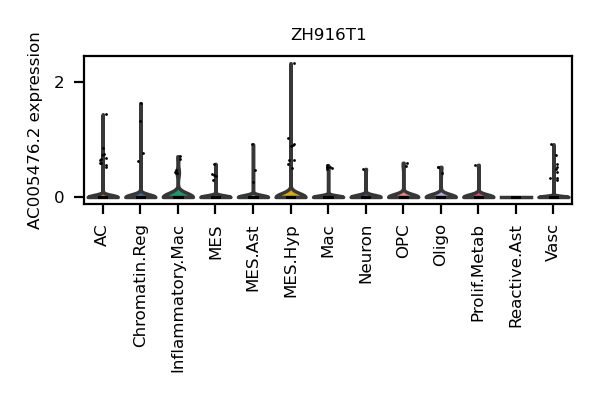 ZH916T1
AC005476.2 expression
2
0
AC
Chromatin.Reg
Inflammatory.Mac
MES
MES.Ast
MES.Hyp
Mac
Neuron
OPC
Oligo
Prolif.Metab
Reactive.Ast
Vasc